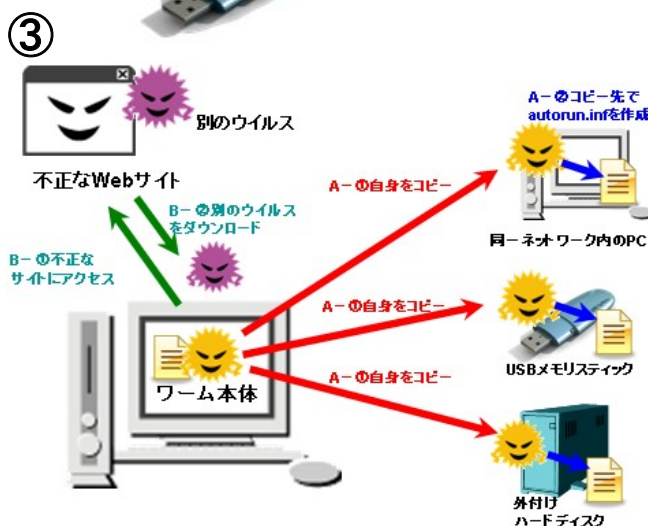 ③
別のウイルス
不正なWebサイト
A-②コピー先で
autorun.infを作成
A-①自身をコピー
B-②別のウイルス
をダウンロード
同一ネットワーク内のPC
B-①不正な
サイトにアクセス
A-①自身をコピー
USBメモリスティック
ワーム本体
A-①自身をコピー
外付け
ハードディスク